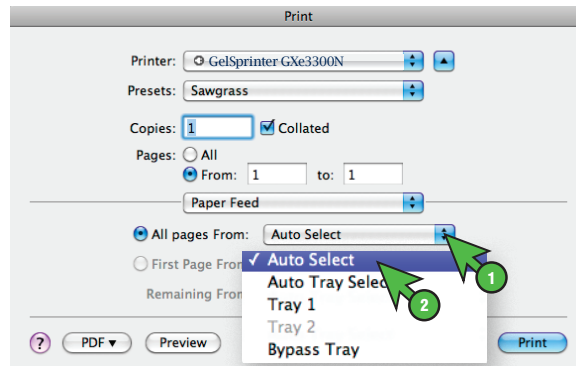 Print
Printer: GelSprinter GXe3300N
Presets: Sawgrass
Copies: 1 Collated
Pages: All
From: 1 to: 1
Paper Feed
All pages From: Auto Select
First Page From
✓ Auto Select
Auto Tray Selec
Remaining From
Tray 1
Tray 2
Bypass Tray
1
2
? PDF ▼ Preview Print